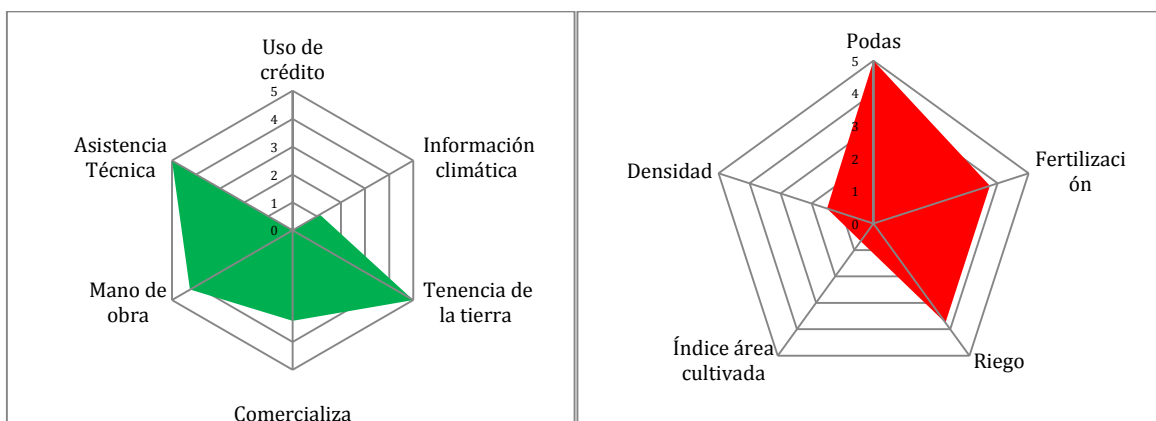 Uso de
crédito
5
4
3
2
1
0
Asistencia
Técnica
Información
climática
Mano de
obra
Tenencia de
la tierra
Comercializa
Podas
5
4
3
2
1
0
Densidad
Fertilizaci
ón
Índice área
cultivada
Riego